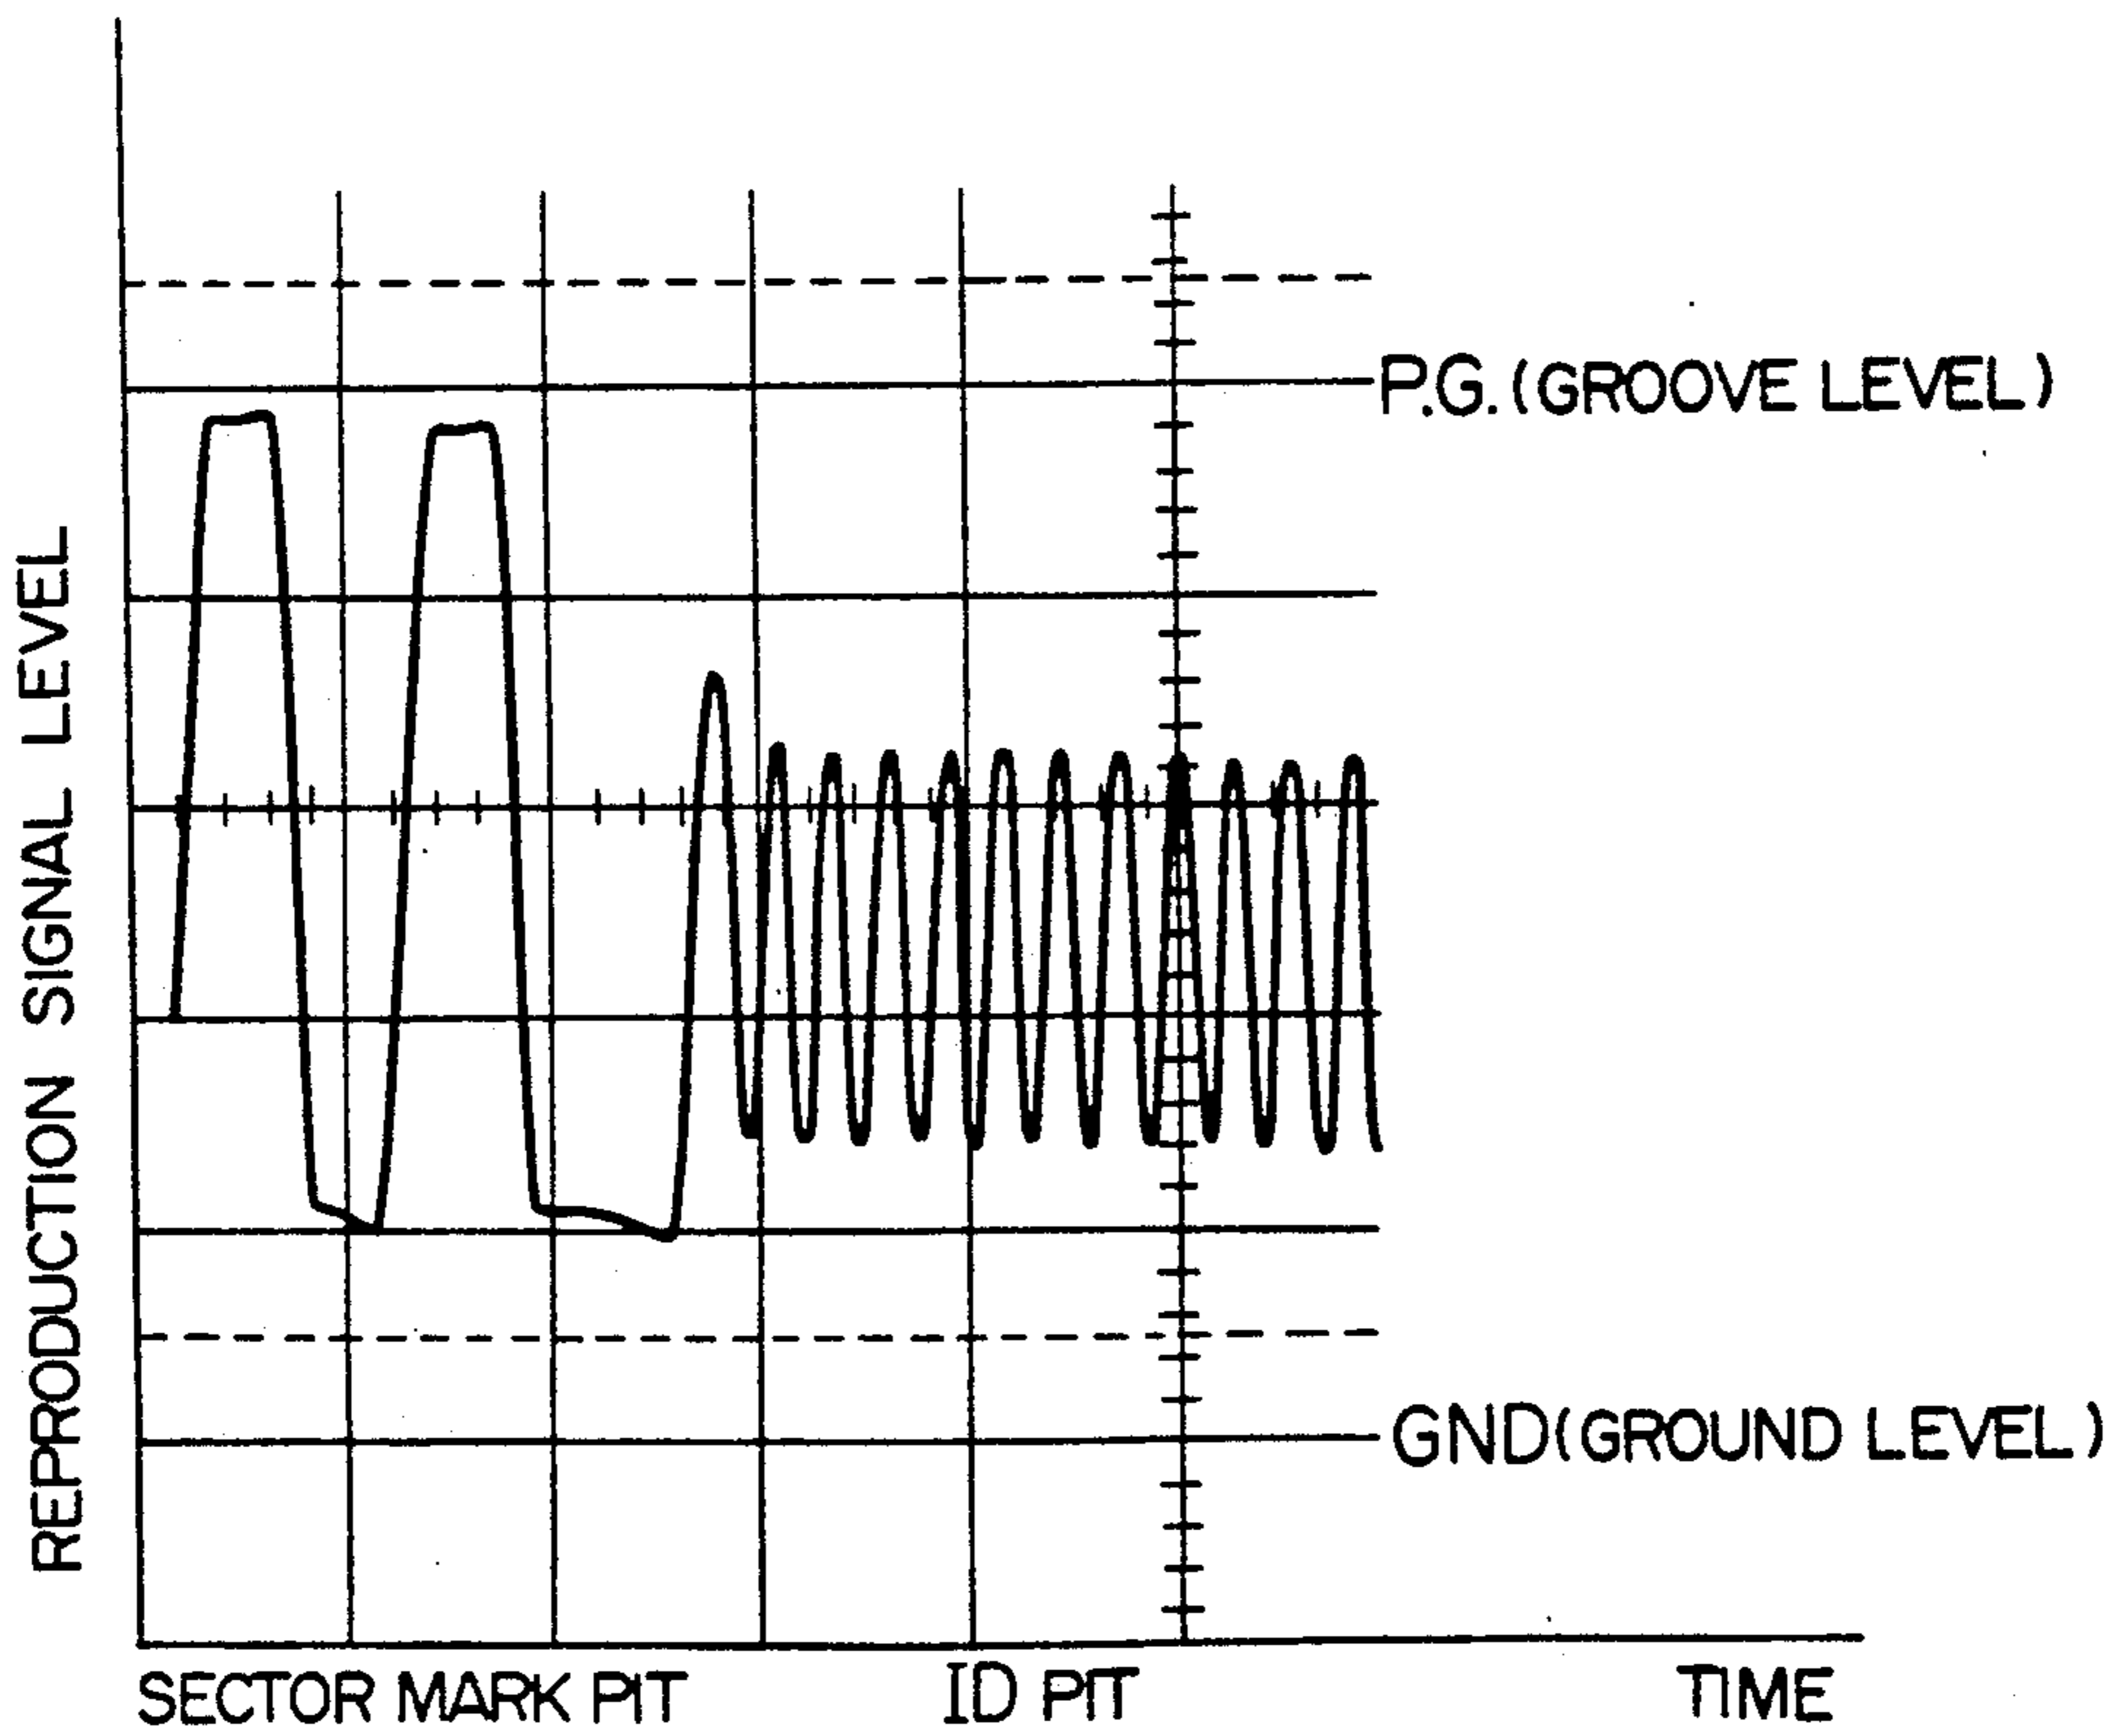 REPRODUCTION SIGNAL LEVEL
P.G. (GROOVE LEVEL)
GND(GROUND LEVEL)
SECTOR MARK PIT
ID PIT
TIME